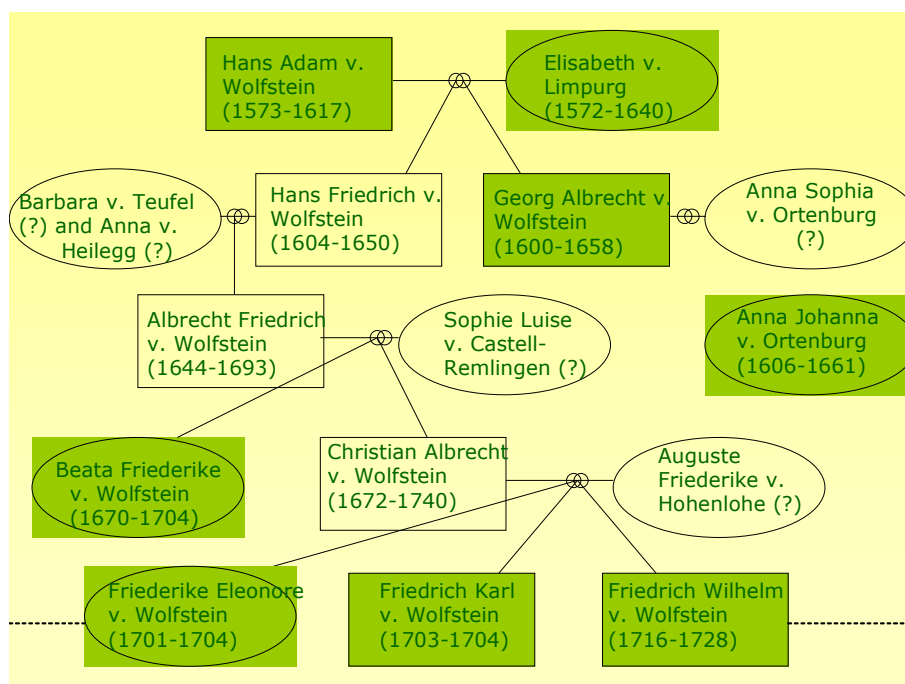 Hans Adam v.
Wolfstein
(1573-1617)
Elisabeth v.
Limpurg
(1572-1640)
Barbara v. Teufel
(?) and Anna v.
Heilegg (?)
Hans Friedrich v.
Wolfstein
(1604-1650)
Georg Albrecht v.
Wolfstein
(1600-1658)
Anna Sophia
v. Ortenburg
(?)
Albrecht Friedrich
v. Wolfstein
(1644-1693)
Sophie Luise
v. Castell-
Remlingen (?)
Anna Johanna
v. Ortenburg
(1606-1661)
Beata Friederike
v. Wolfstein
(1670-1704)
Christian Albrecht
v. Wolfstein
(1672-1740)
Auguste
Friederike v.
Hohenlohe (?)
Friederike Eleonore
v. Wolfstein
(1701-1704)
Friedrich Karl
v. Wolfstein
(1703-1704)
Friedrich Wilhelm
v. Wolfstein
(1716-1728)